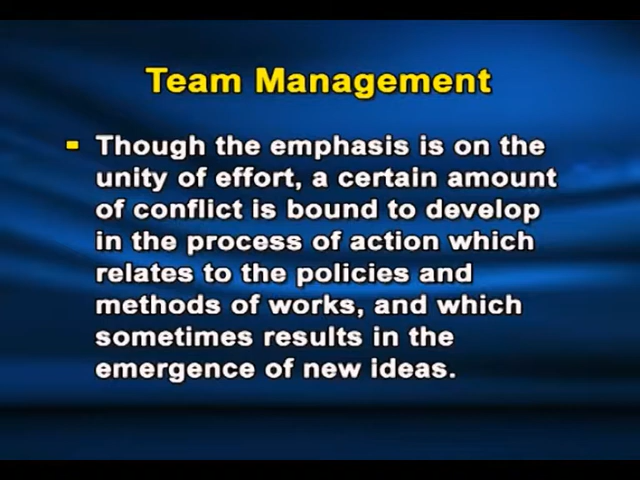 Team Management
Though the emphasis is on the
unity of effort, a certain amount
of conflict is bound to develop
in the process of action which
relates to the policies and
methods of works, and which
sometimes results in the
emergence of new ideas.